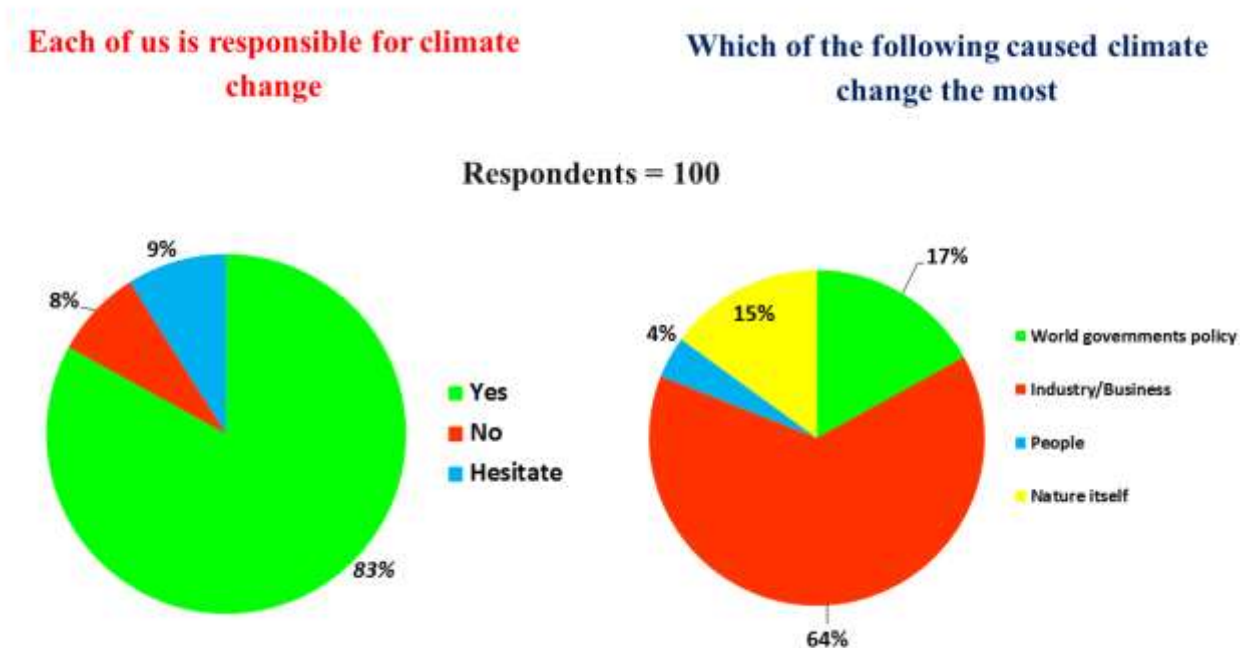 Each of us is responsible for climate
change
Which of the following caused climate
change the most
Respondents = 100
9%
8%
83%
Yes
No
Hesitate
17%
15%
4%
64%
World governments policy
Industry/Business
People
Nature itself